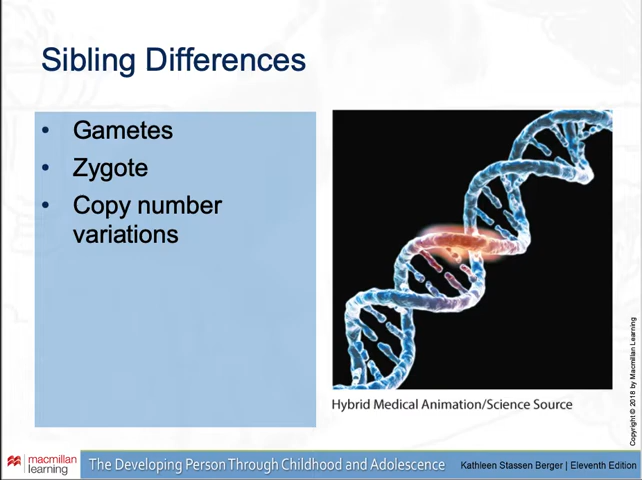 Sibling Differences
• Gametes
• Zygote
• Copy number
variations
Hybrid Medical Animation/Science Source
Copyright © 2018 by Macmillan Learning
macmillan
learning
The Developing Person Through Childhood and Adolescence
Kathleen Stassen Berger | Eleventh Edition